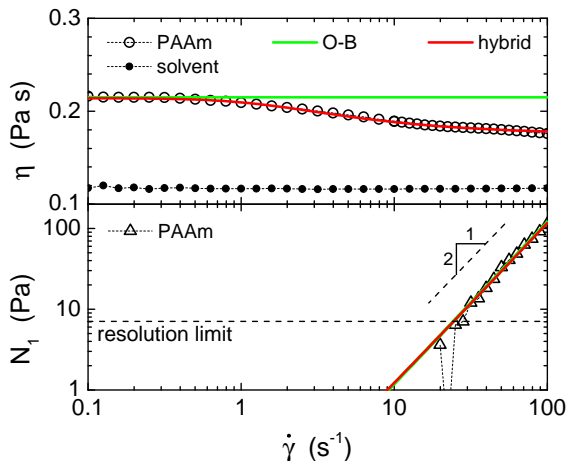 PAAm O-B hybrid
solvent
0.3
0.2
0.1
η (Pa s)
PAAm
1
2
resolution limit
100
10
1
N₁ (Pa)
0.1 1 10 100
γ̇ (s⁻¹)